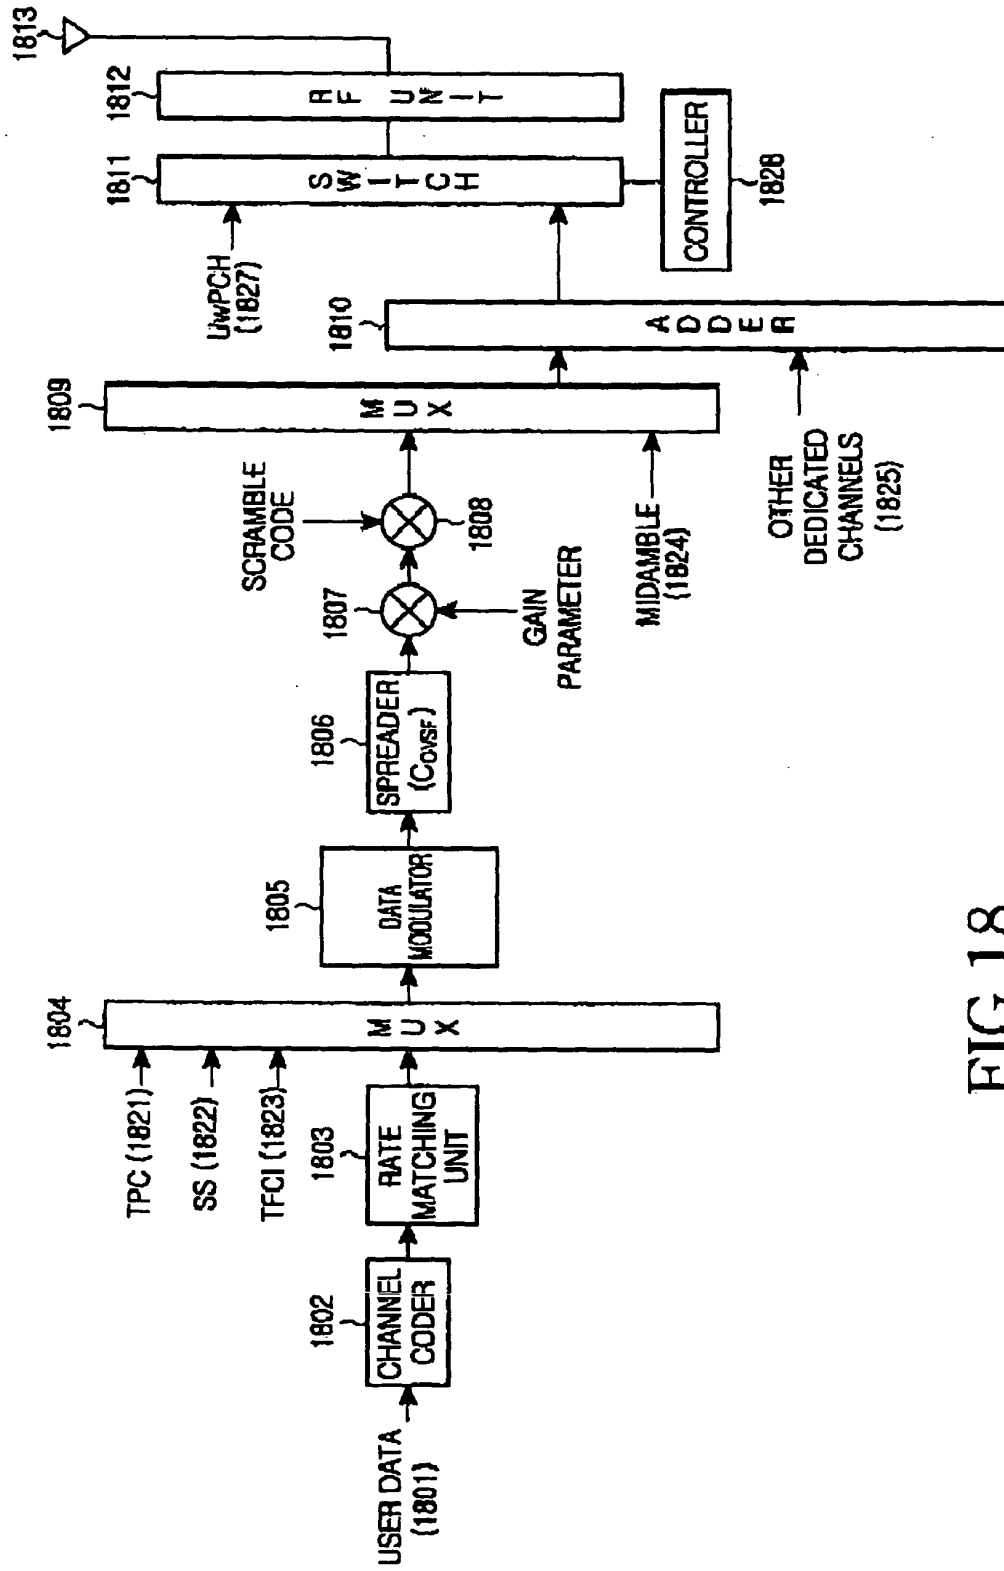 USER DATA
(1801)
1802
CHANNEL
CODER
1803
RATE
MATCHING
UNIT
TPC (1821)
SS (1822)
TFCI (1823)
1804
MUX
1805
DATA
MODULATOR
1806
SPREADER
(COVSF)
1807
GAIN
PARAMETER
SCRAMBLE
CODE
1808
1809
MUX
MIDAMBLE
(1824)
1810
ADDER
OTHER
DEDICATED
CHANNELS
(1825)
UwPCH
(1827)
1811
SWITCH
CONTROLLER
1828
1812
RF UNIT
1813
FIG.18